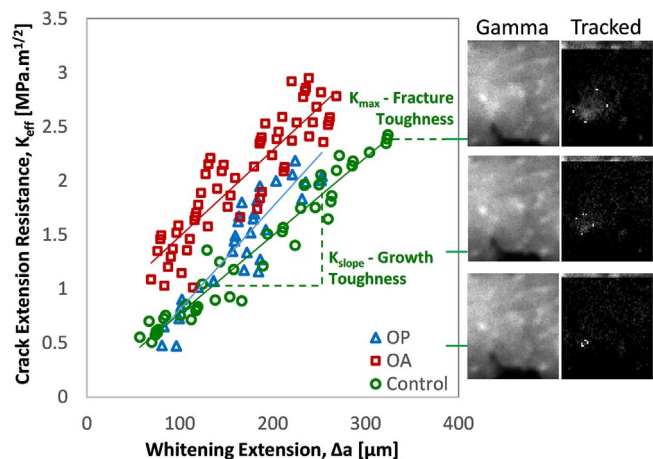 Gamma Tracked
3.5
3
2.5
2
1.5
1
0.5
0
0 100 200 300 400
Crack Extension Resistance, Keff [MPa.m1/2]
Whitening Extension, Δa [µm]
Kmax - Fracture
Toughness
Kslope - Growth
Toughness
OP
OA
Control